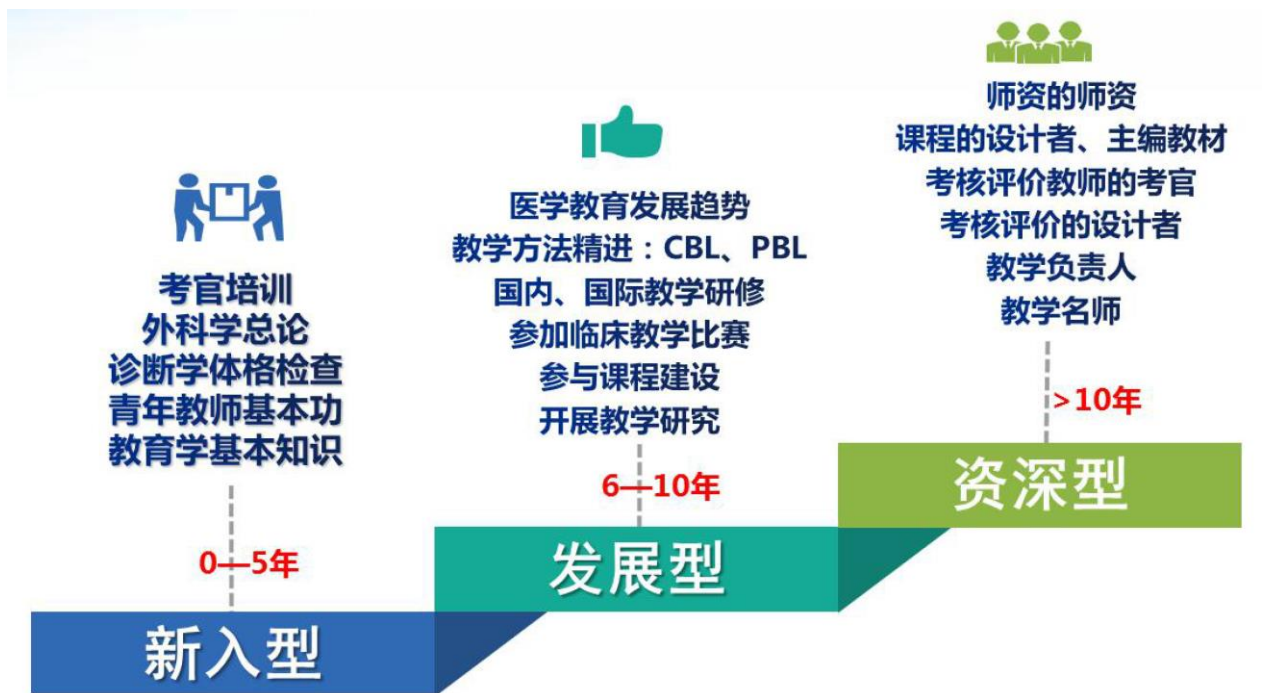 考官培训
外科学总论
诊断学体格检查
青年教师基本功
教育学基本知识
0—5年
新入型
医学教育发展趋势
教学方法精进：CBL、PBL
国内、国际教学研修
参加临床教学比赛
参与课程建设
开展教学研究
6—10年
发展型
师资的师资
课程的设计者、主编教材
考核评价教师的考官
考核评价的设计者
教学负责人
教学名师
>10年
资深型